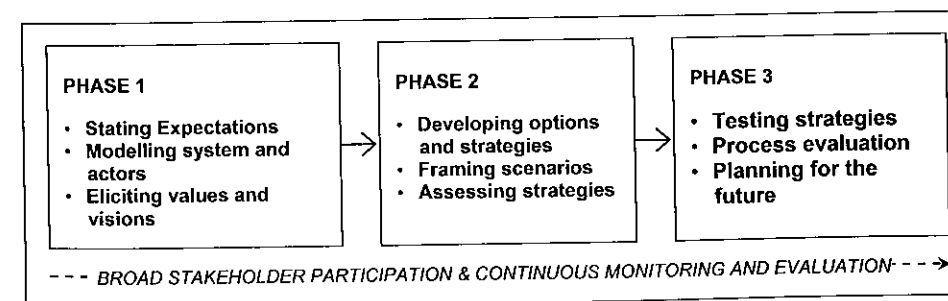 PHASE 1
• Stating Expectations
• Modelling system and
actors
• Eliciting values and
visions
PHASE 2
• Developing options
and strategies
• Framing scenarios
• Assessing strategies
PHASE 3
• Testing strategies
• Process evaluation
• Planning for the
future
BROAD STAKEHOLDER PARTICIPATION & CONTINUOUS MONITORING AND EVALUATION